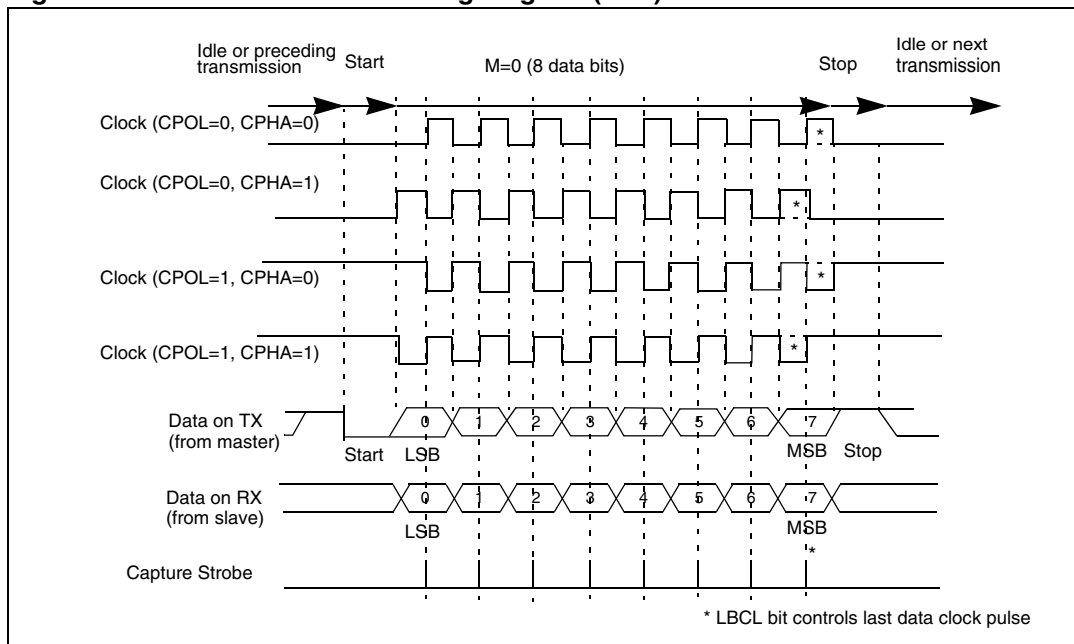 Idle or preceding
transmission
Start
M=0 (8 data bits)
Stop
Idle or next
transmission
Clock (CPOL=0, CPHA=0)
*
Clock (CPOL=0, CPHA=1)
*
Clock (CPOL=1, CPHA=0)
*
Clock (CPOL=1, CPHA=1)
*
Data on TX
(from master)
0 1 2 3 4 5 6 7
Start LSB MSB Stop
Data on RX
(from slave)
0 1 2 3 4 5 6 7
LSB MSB
*
Capture Strobe
* LBCL bit controls last data clock pulse